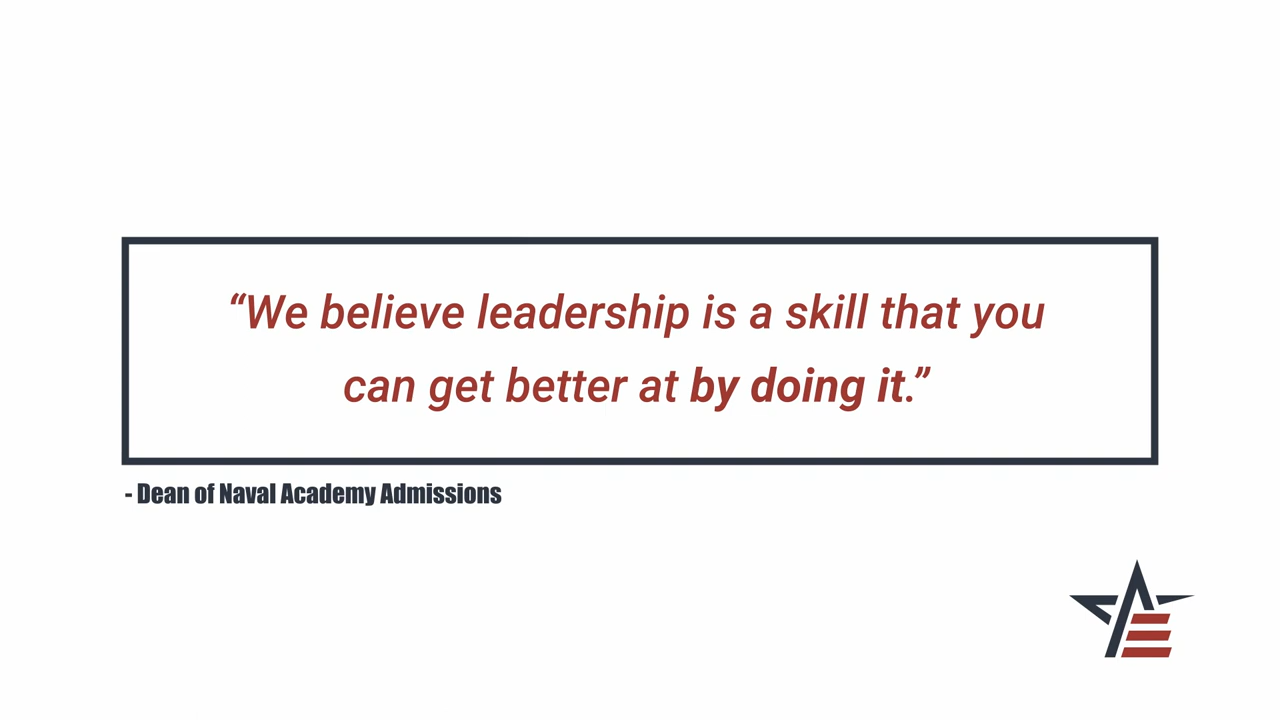 “We believe leadership is a skill that you
can get better at by doing it.”
- Dean of Naval Academy Admissions